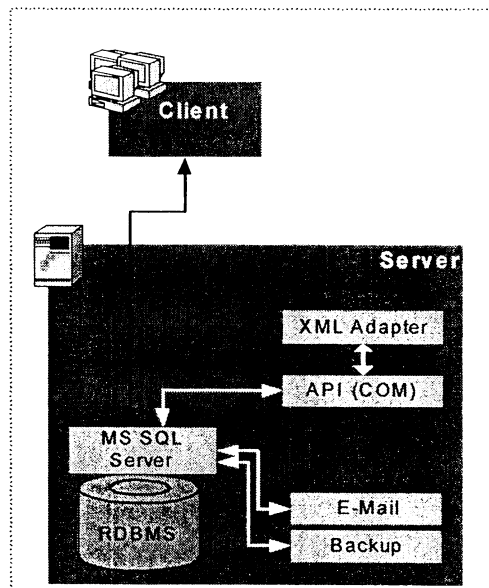 Client
Server
XML Adapter
API (COM)
MS SQL
Server
RDBMS
E-Mail
Backup